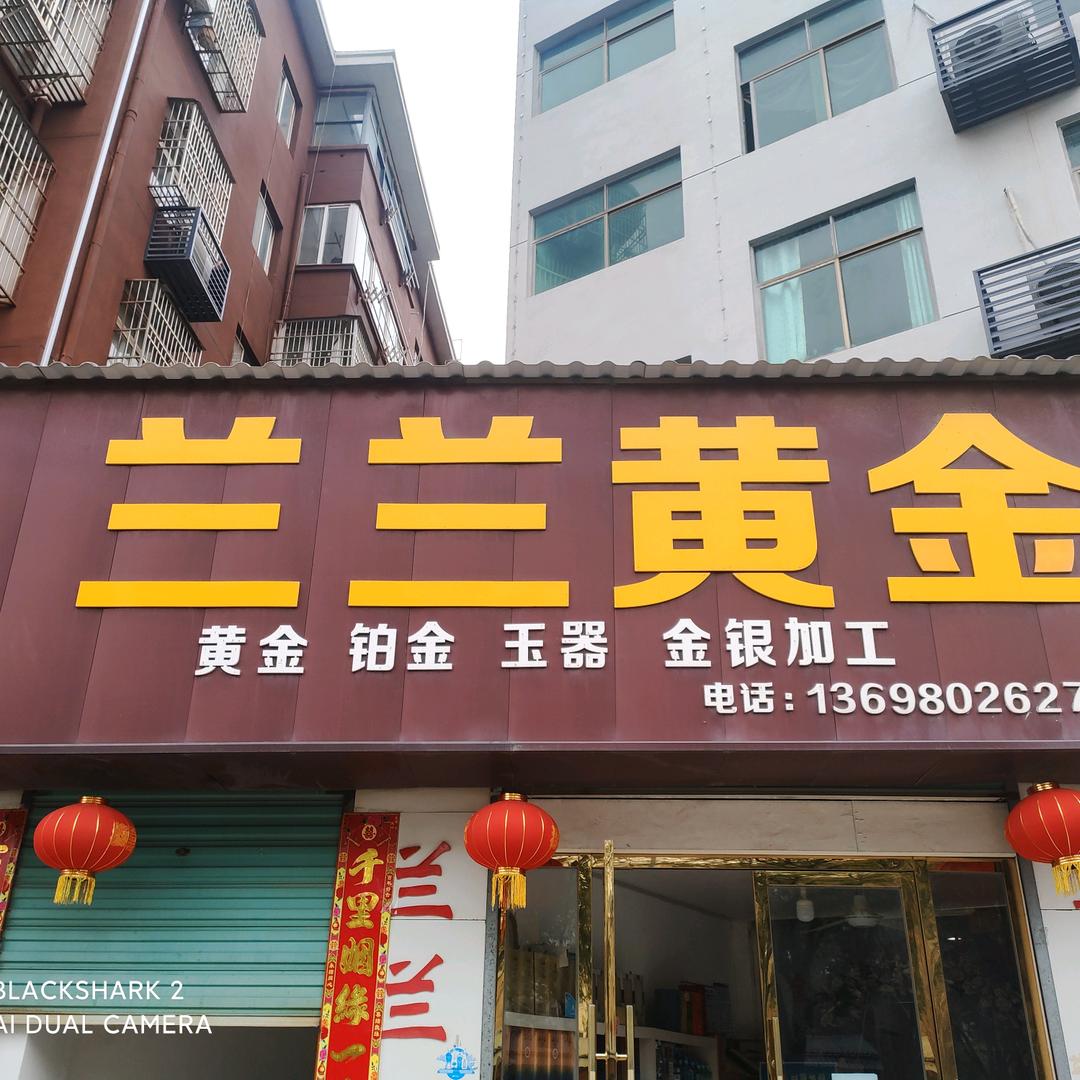 兰兰黄金
黄金 铂金 玉器 金银加工
电话：1369802627
千里姻缘一
兰兰
BLACKSHARK 2
AI DUAL CAMERA